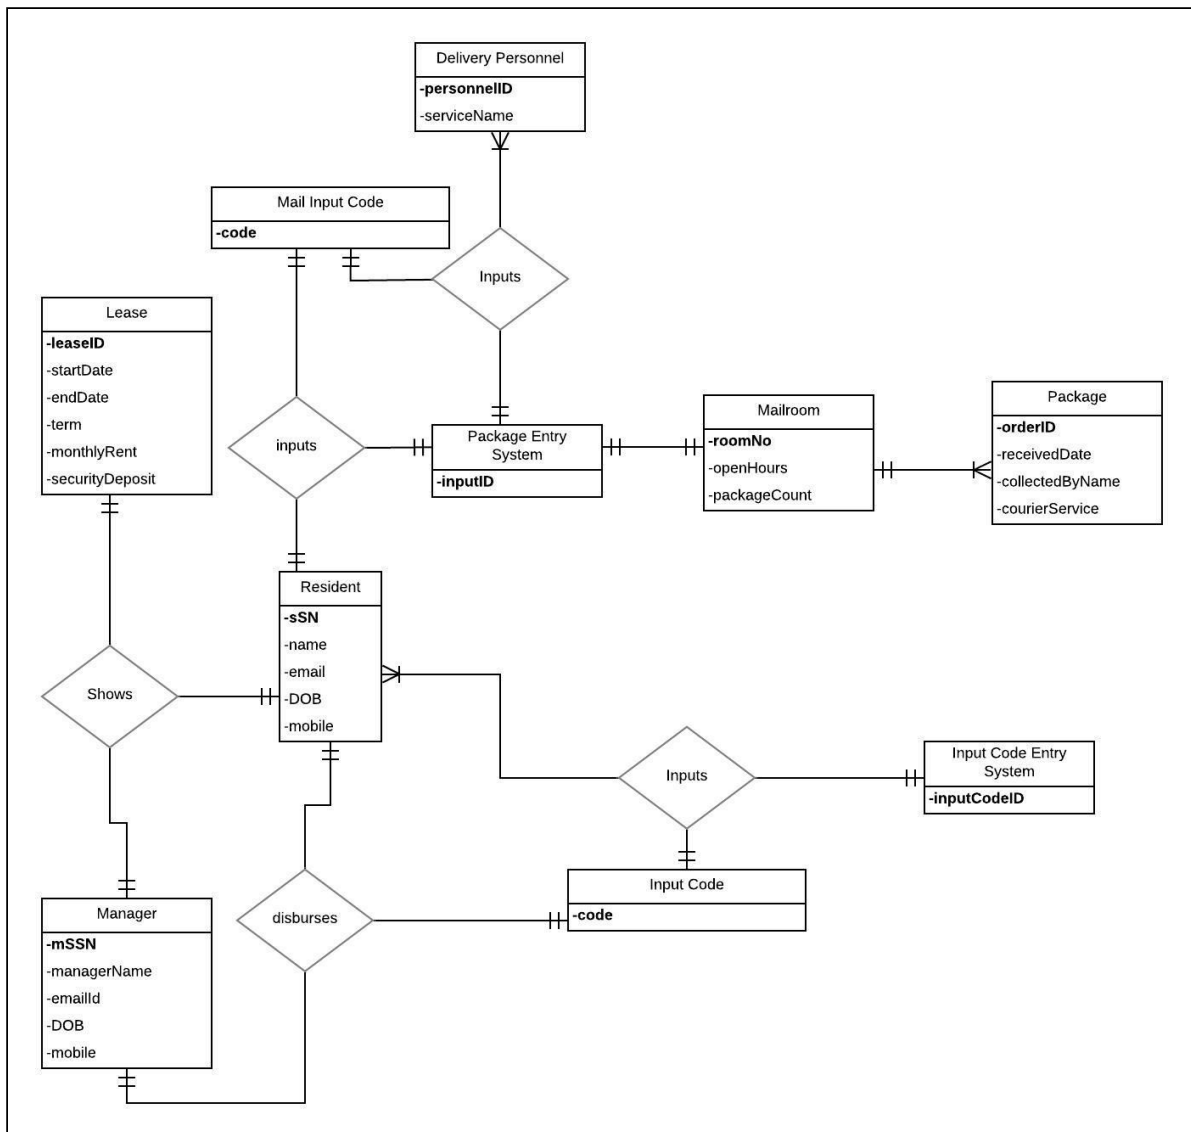 Delivery Personnel
-personnelID
-serviceName
Mail Input Code
-code
Inputs
Lease
-leaseID
-startDate
-endDate
-term
-monthlyRent
-securityDeposit
inputs
Package Entry
System
-inputID
Mailroom
-roomNo
-openHours
-packageCount
Package
-orderID
-receivedDate
-collectedByName
-courierService
Resident
-sSN
-name
-email
-DOB
-mobile
Shows
Inputs
Input Code Entry
System
-inputCodeID
Input Code
-code
disburses
Manager
-mSSN
-managerName
-emailId
-DOB
-mobile